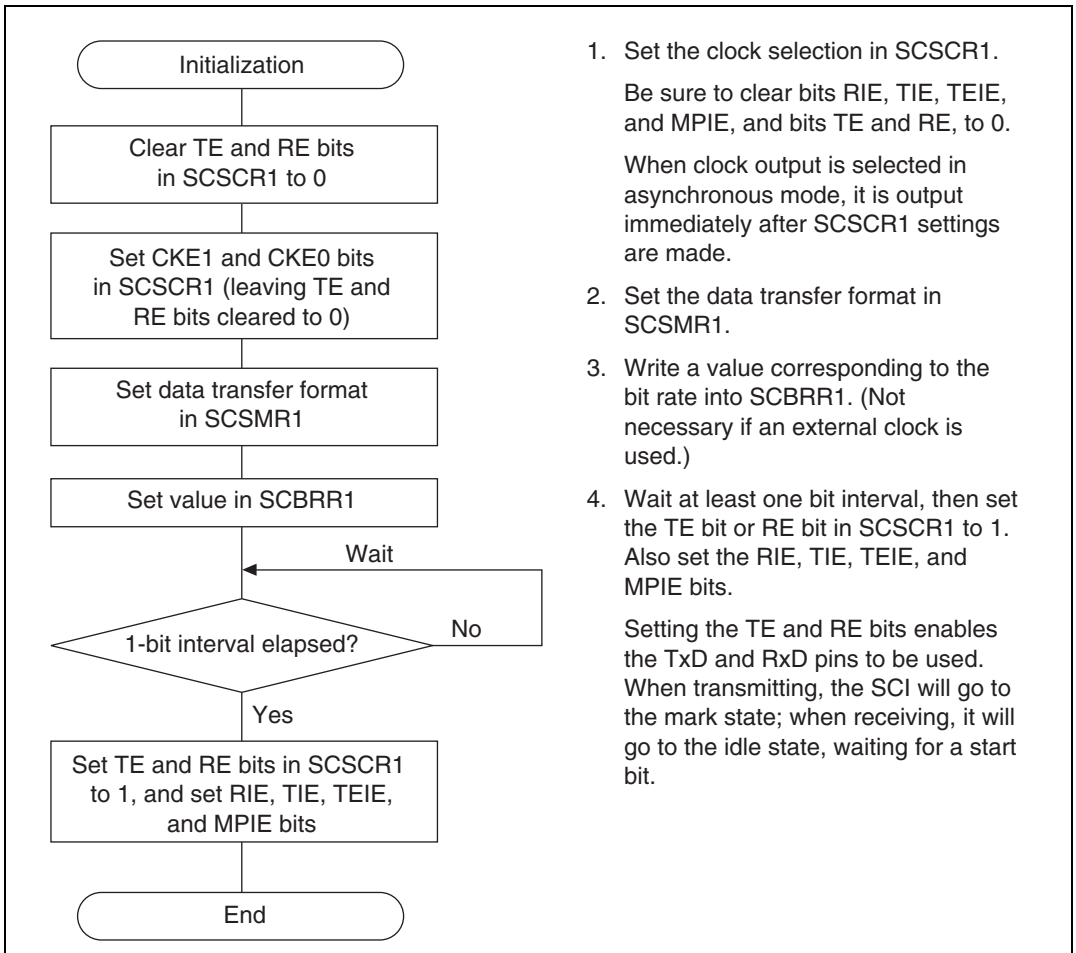 Initialization
Clear TE and RE bits
in SCSCR1 to 0
Set CKE1 and CKE0 bits
in SCSCR1 (leaving TE and
RE bits cleared to 0)
Set data transfer format
in SCSMR1
Set value in SCBRR1
Wait
1-bit interval elapsed?
No
Yes
Set TE and RE bits in SCSCR1
to 1, and set RIE, TIE, TEIE,
and MPIE bits
End
1. Set the clock selection in SCSCR1.
Be sure to clear bits RIE, TIE, TEIE,
and MPIE, and bits TE and RE, to 0.
When clock output is selected in
asynchronous mode, it is output
immediately after SCSCR1 settings
are made.
2. Set the data transfer format in
SCSMR1.
3. Write a value corresponding to the
bit rate into SCBRR1. (Not
necessary if an external clock is
used.)
4. Wait at least one bit interval, then set
the TE bit or RE bit in SCSCR1 to 1.
Also set the RIE, TIE, TEIE, and
MPIE bits.
Setting the TE and RE bits enables
the TxD and RxD pins to be used.
When transmitting, the SCI will go to
the mark state; when receiving, it will
go to the idle state, waiting for a start
bit.